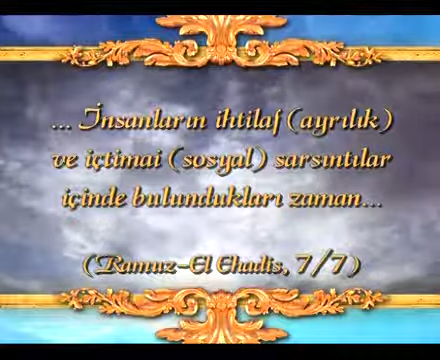 ... İnsanların ihtilaf (ayrılık)
ve içtimai (sosyal) sarsıntılar
içinde bulundukları zaman...
(Ramuz-El Ehadis, 7/7)